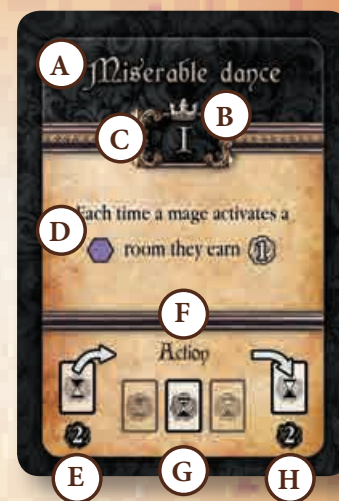 A
Miserable dance
B
C
I
Each time a mage activates a
D
room they earn 1
F
Action
2
2
E
G
H